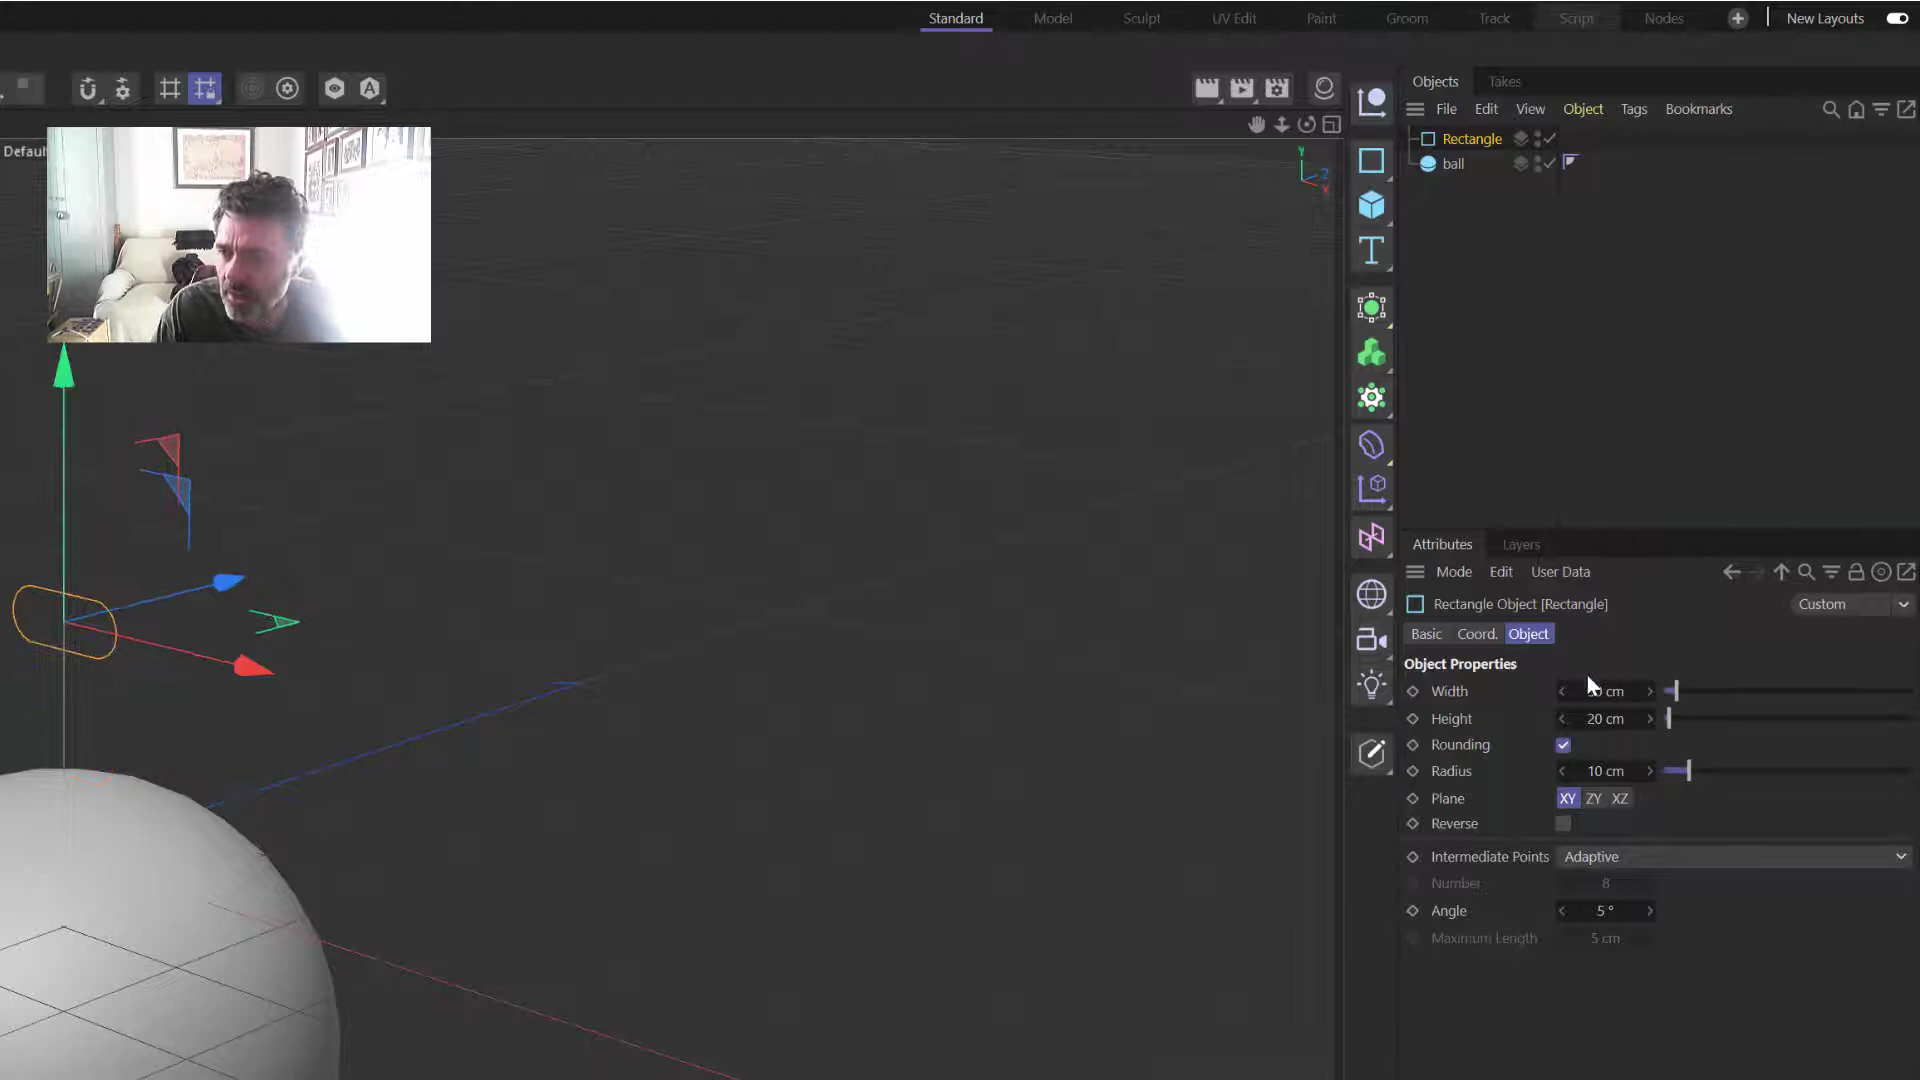 Standard Model Sculpt UV Edit Paint Groom Track Script Nodes New Layouts
Objects Takes
File Edit View Object Tags Bookmarks
Rectangle
ball
Default
Y
Z
X
Attributes Layers
Mode Edit User Data
Rectangle Object [Rectangle] Custom
Basic Coord. Object
Object Properties
Width cm
Height 20 cm
Rounding
Radius 10 cm
Plane XY ZY XZ
Reverse
Intermediate Points Adaptive
Number 8
Angle 5 °
Maximum Length 5 cm